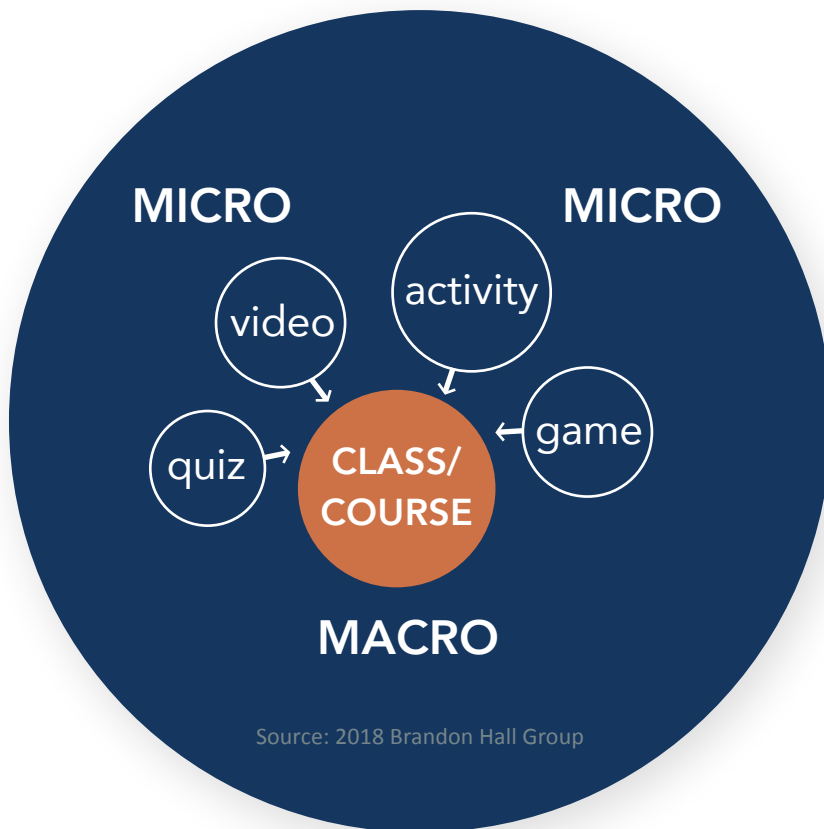 MICRO MICRO
activity
video
game
quiz
CLASS/
COURSE
MACRO
Source: 2018 Brandon Hall Group